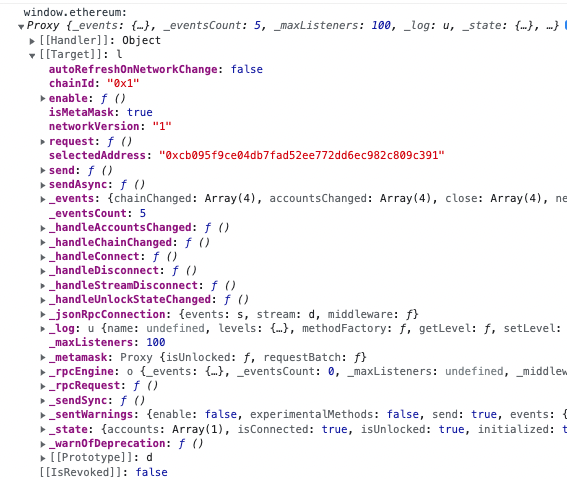 window.ethereum:
Proxy {_events: {…}, _eventsCount: 5, _maxListeners: 100, _log: u, _state: {…}, …}
[[Handler]]: Object
[[Target]]: l
autoRefreshOnNetworkChange: false
chainId: "0x1"
enable: ƒ ()
isMetaMask: true
networkVersion: "1"
request: ƒ ()
selectedAddress: "0xcb095f9ce04db7fad52ee772dd6ec982c809c391"
send: ƒ ()
sendAsync: ƒ ()
_events: {chainChanged: Array(4), accountsChanged: Array(4), close: Array(4), ne
_eventsCount: 5
_handleAccountsChanged: ƒ ()
_handleChainChanged: ƒ ()
_handleConnect: ƒ ()
_handleDisconnect: ƒ ()
_handleStreamDisconnect: ƒ ()
_handleUnlockStateChanged: ƒ ()
_jsonRpcConnection: {events: s, stream: d, middleware: ƒ}
_log: u {name: undefined, levels: {…}, methodFactory: ƒ, getLevel: ƒ, setLevel:
_maxListeners: 100
_metamask: Proxy {isUnlocked: ƒ, requestBatch: ƒ}
_rpcEngine: o {_events: {…}, _eventsCount: 0, _maxListeners: undefined, _middlew
_rpcRequest: ƒ ()
_sendSync: ƒ ()
_sentWarnings: {enable: false, experimentalMethods: false, send: true, events: {
_state: {accounts: Array(1), isConnected: true, isUnlocked: true, initialized: t
_warnOfDeprecation: ƒ ()
[[Prototype]]: d
[[IsRevoked]]: false